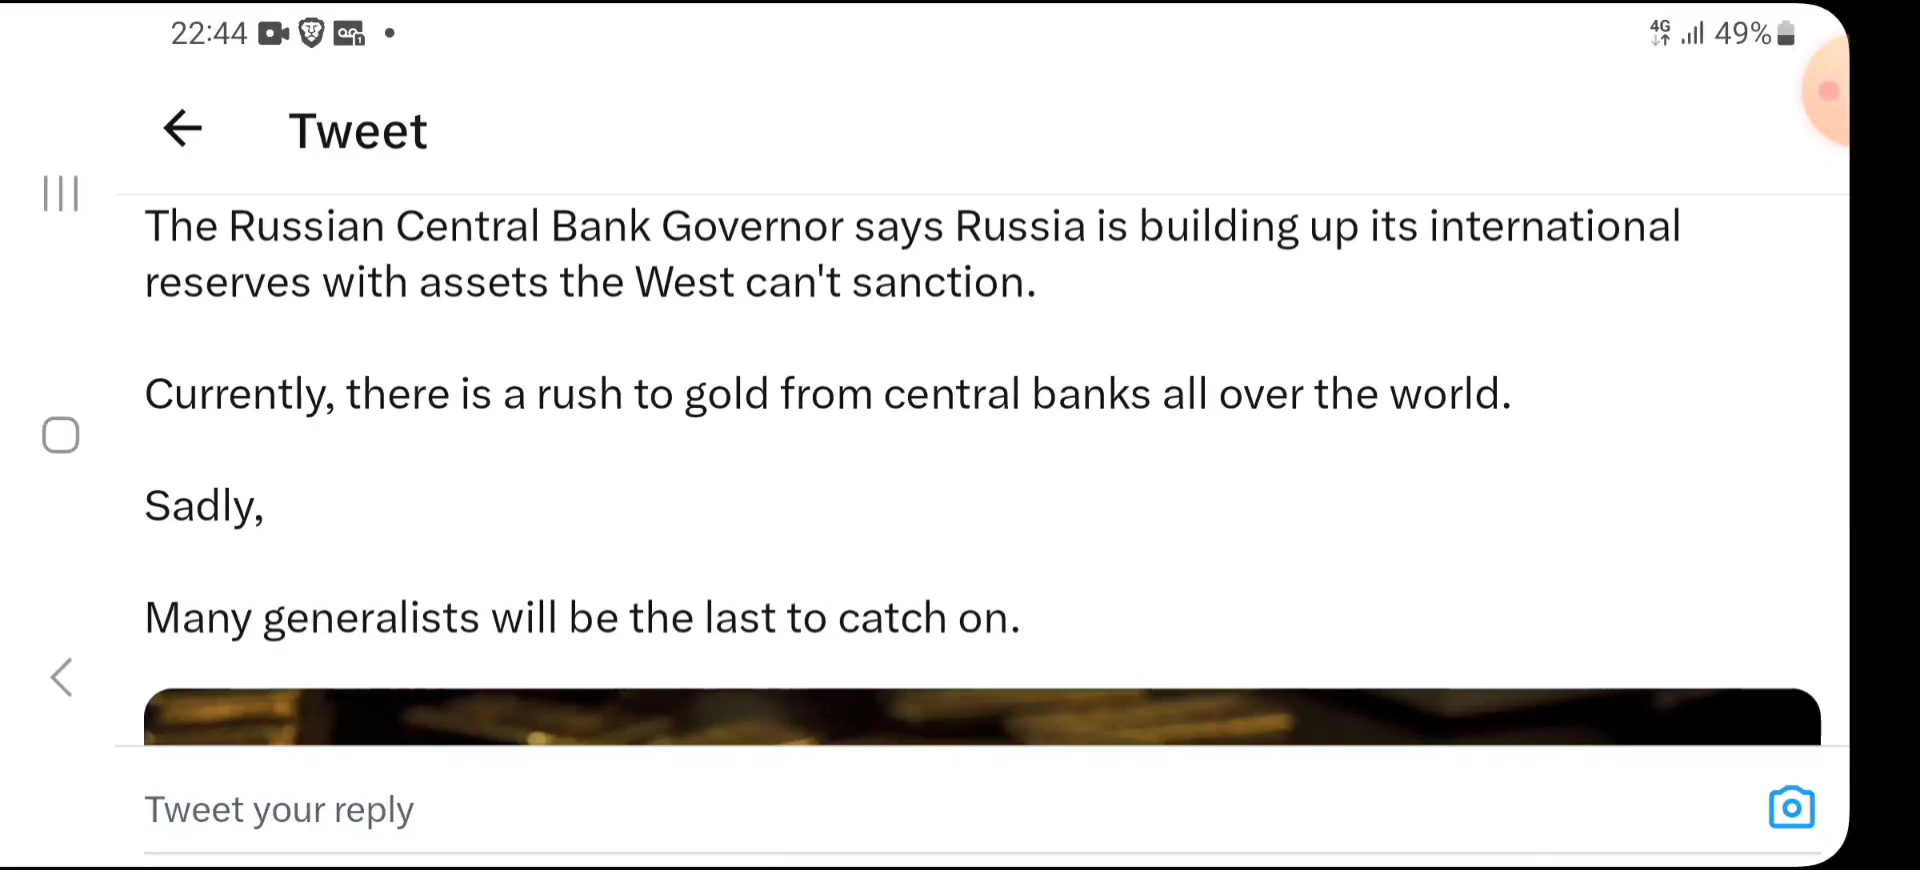 22:44
4G
49%
Tweet
The Russian Central Bank Governor says Russia is building up its international
reserves with assets the West can't sanction.
Currently, there is a rush to gold from central banks all over the world.
Sadly,
Many generalists will be the last to catch on.
Tweet your reply